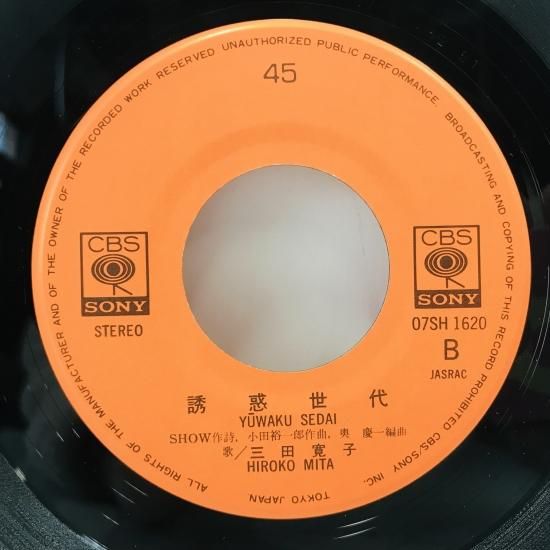 ALL RIGHTS OF THE MANUFACTURER AND OF THE OWNER OF THE RECORDED WORK RESERVED UNAUTHORIZED PUBLIC PERFORMANCE. BROADCASTING AND COPYING OF THIS RECORD PROHIBITED CBS/SONY INC. TOKYO JAPAN.
45
CBS
SONY
STEREO
CBS
SONY
07SH 1620
B
JASRAC
誘惑世代
YŪWAKU SEDAI
SHOW作詩、小田裕一郎作曲、奥 慶一編曲
歌/三田寛子
HIROKO MITA